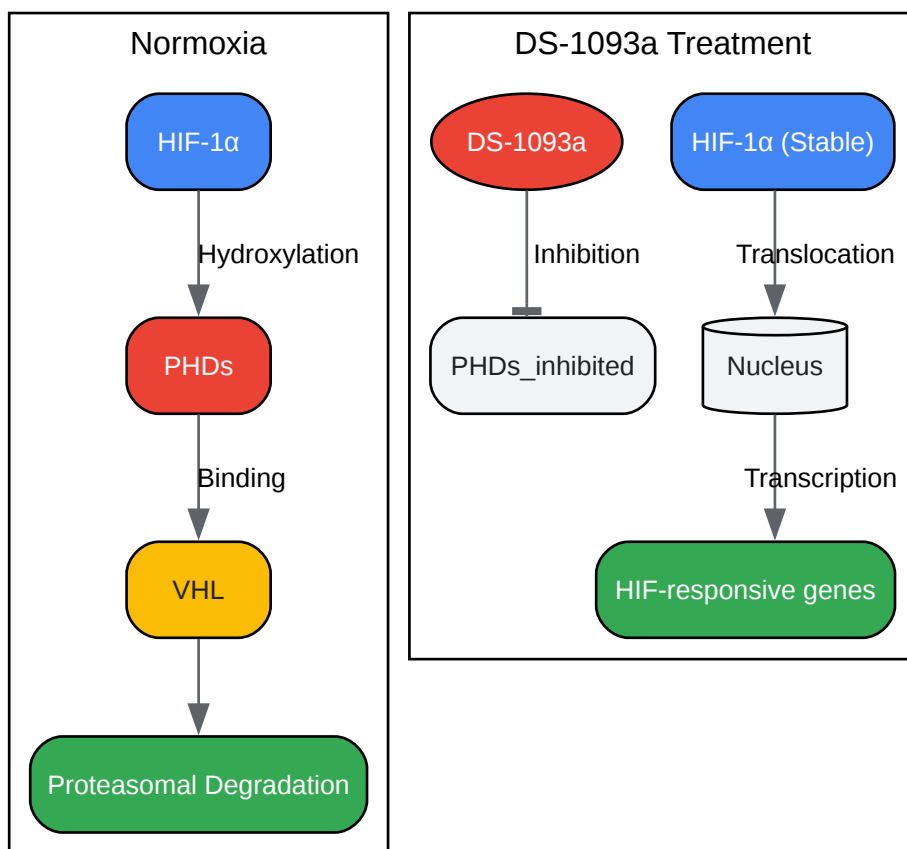 Normoxia
HIF-1α
Hydroxylation
PHDs
Binding
VHL
Proteasomal Degradation
DS-1093a Treatment
DS-1093a
HIF-1α (Stable)
Inhibition
Translocation
PHDs_inhibited
Nucleus
Transcription
HIF-responsive genes